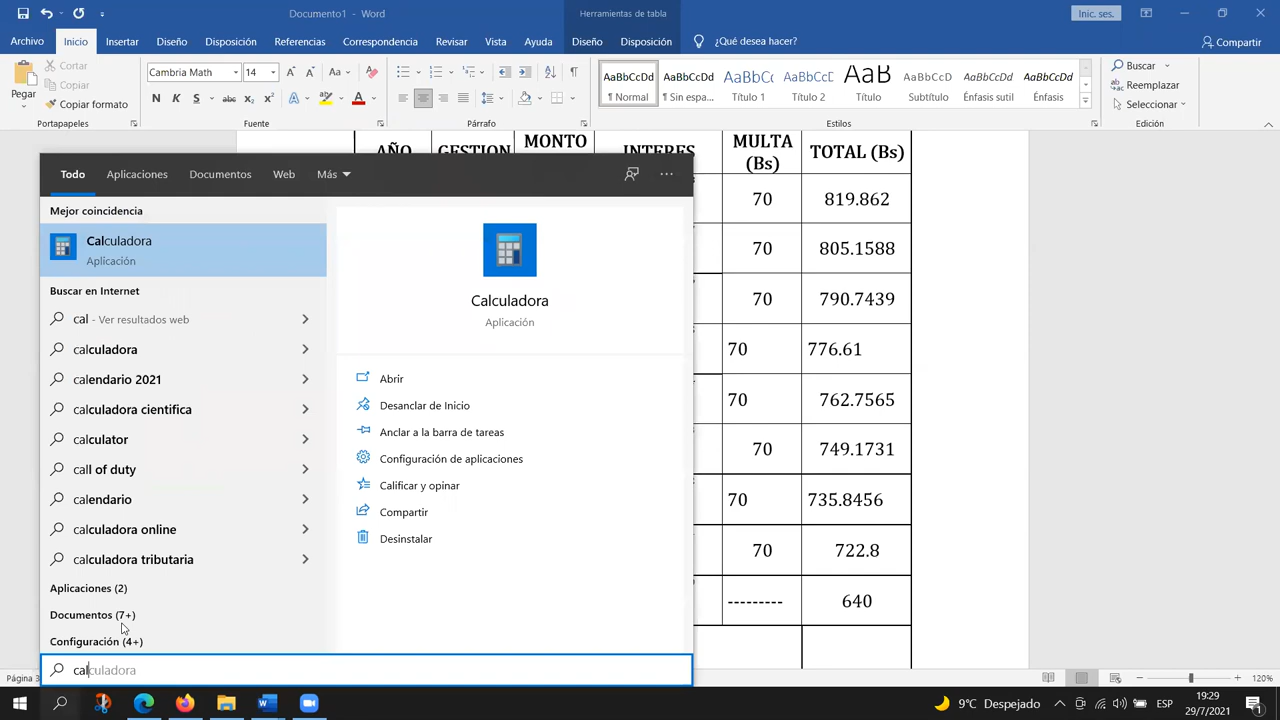 Documento1 - Word
Herramientas de tabla
Inic. ses.
Archivo Inicio Insertar Diseño Disposición Referencias Correspondencia Revisar Vista Ayuda Diseño Disposición ¿Qué desea hacer? Compartir
Pegar
Cortar
Copiar
Copiar formato
Portapapeles
Cambria Math 14
Fuente
Párrafo
AaBbCcDd AaBbCcDd AaBbCc AaBbCcD AaB AaBbCcD AaBbCcDd AaBbCcDd
¶ Normal ¶ Sin espa... Título 1 Título 2 Título Subtítulo Énfasis sutil Énfasis
Estilos
Buscar
Reemplazar
Seleccionar
Edición
AÑO GESTION MONTO INTERES MULTA (Bs) TOTAL (Bs)
70 819.862
70 805.1588
70 790.7439
70 776.61
70 762.7565
70 749.1731
70 735.8456
70 722.8
--------- 640
Todo Aplicaciones Documentos Web Más
Mejor coincidencia
Calculadora
Aplicación
Buscar en Internet
cal - Ver resultados web
calculadora
calendario 2021
calculadora cientifica
calculator
call of duty
calendario
calculadora online
calculadora tributaria
Aplicaciones (2)
Documentos (7+)
Configuración (4+)
calculadora
Calculadora
Aplicación
Abrir
Desanclar de Inicio
Anclar a la barra de tareas
Configuración de aplicaciones
Calificar y opinar
Compartir
Desinstalar
Página 3
120%
9°C Despejado
ESP
19:29
29/7/2021